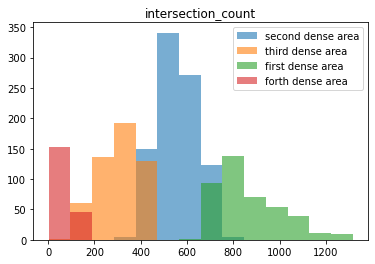 intersection_count
350
300
250
200
150
100
50
0
second dense area
third dense area
first dense area
forth dense area
0 200 400 600 800 1000 1200